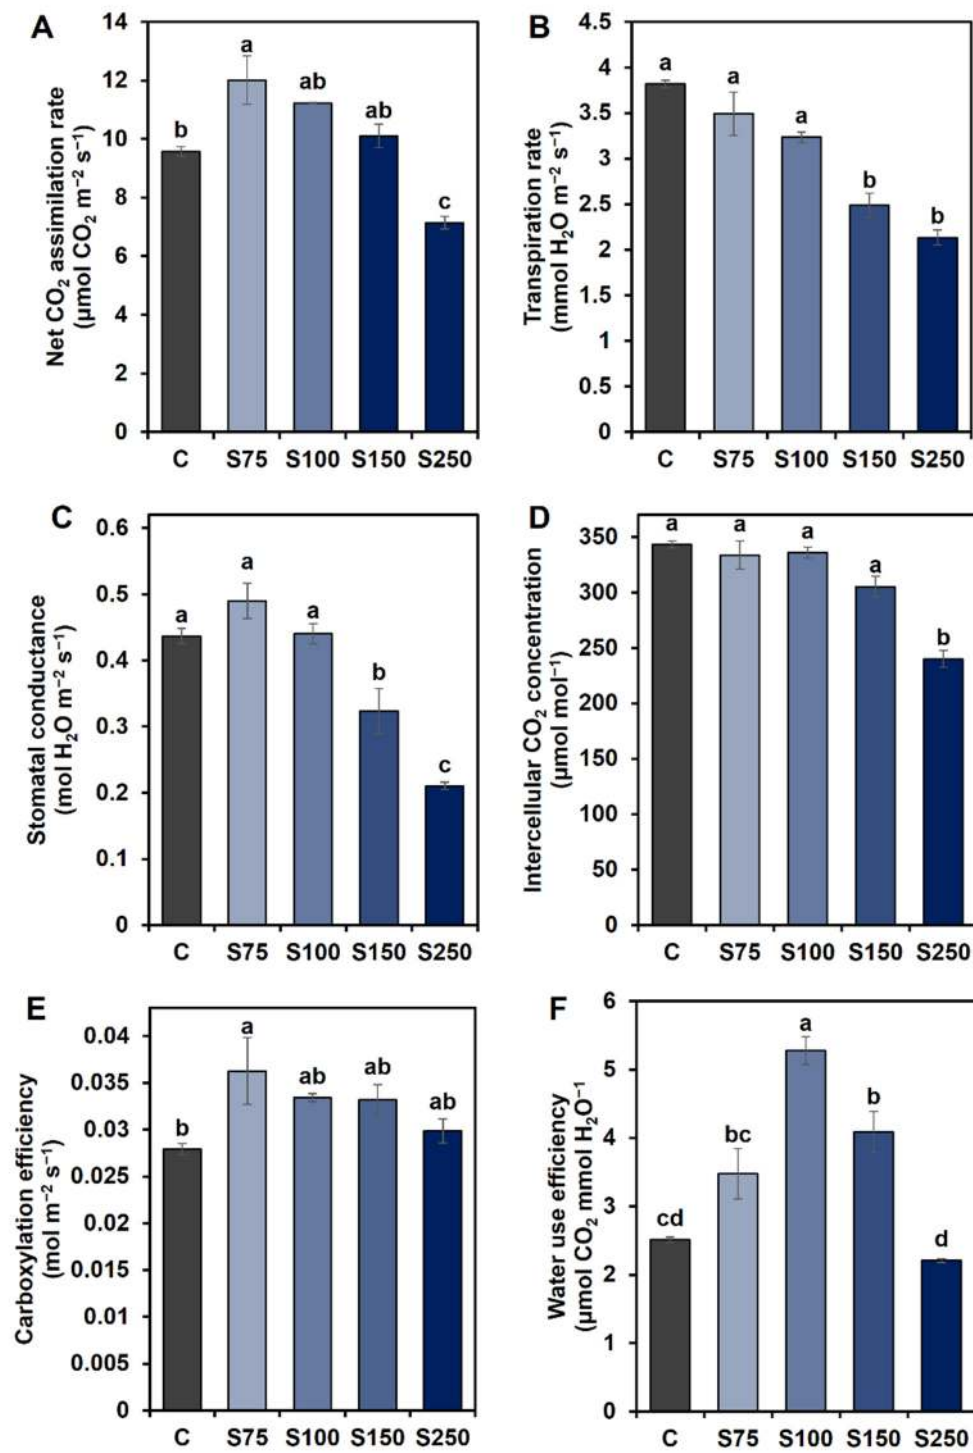 A
Net CO₂ assimilation rate
(µmol CO₂ m⁻² s⁻¹)
14
12
10
8
6
4
2
0
b
a
ab
ab
c
C S75 S100 S150 S250
B
Transpiration rate
(mmol H₂O m⁻² s⁻¹)
4.5
4
3.5
3
2.5
2
1.5
1
0.5
0
a
a
a
b
b
C S75 S100 S150 S250
C
Stomatal conductance
(mol H₂O m⁻² s⁻¹)
0.6
0.5
0.4
0.3
0.2
0.1
0
a
a
a
b
c
C S75 S100 S150 S250
D
Intercellular CO₂ concentration
(µmol mol⁻¹)
350
300
250
200
150
100
50
0
a
a
a
a
b
C S75 S100 S150 S250
E
Carboxylation efficiency
(mol m⁻² s⁻¹)
0.04
0.035
0.03
0.025
0.02
0.015
0.01
0.005
0
b
a
ab
ab
ab
C S75 S100 S150 S250
F
Water use efficiency
(µmol CO₂ mmol H₂O⁻¹
6
5
4
3
2
1
0
cd
bc
a
b
d
C S75 S100 S150 S250